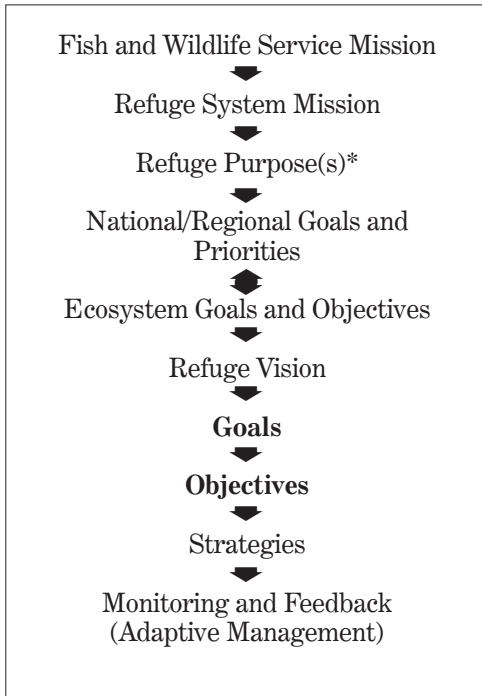 Fish and Wildlife Service Mission
Refuge System Mission
Refuge Purpose(s)*
National/Regional Goals and
Priorities
Ecosystem Goals and Objectives
Refuge Vision
Goals
Objectives
Strategies
Monitoring and Feedback
(Adaptive Management)